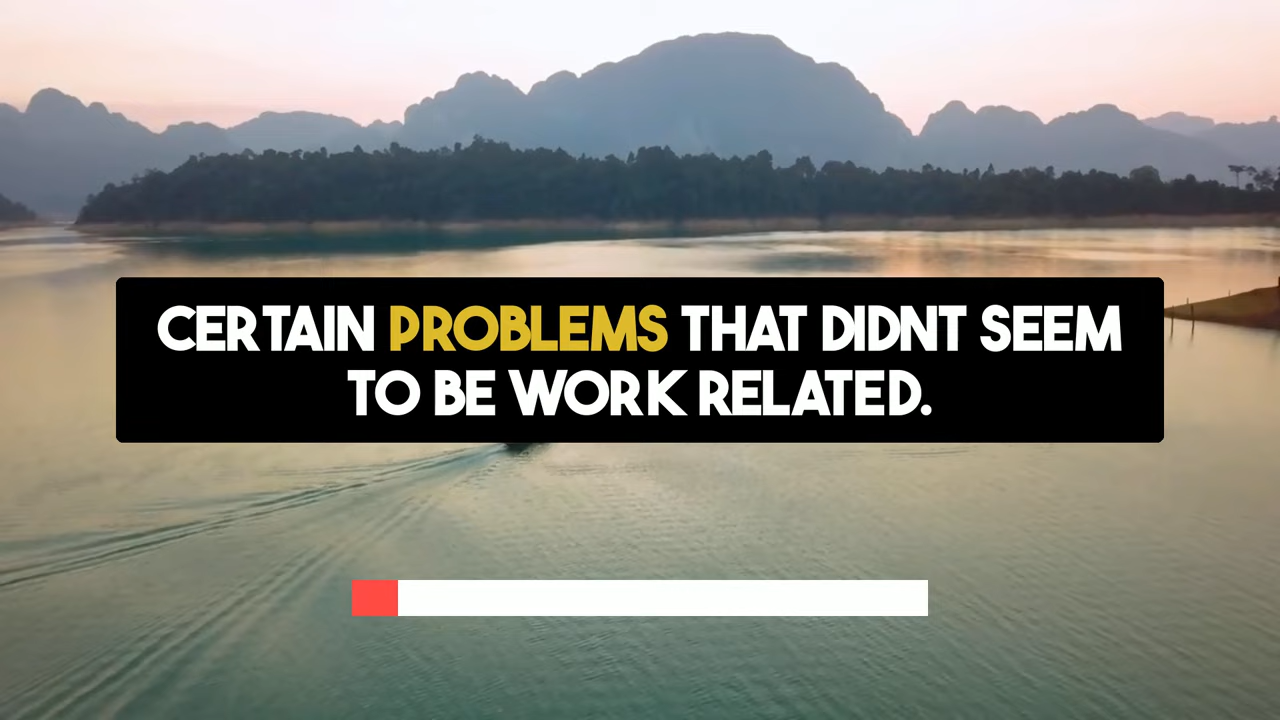 CERTAIN PROBLEMS THAT DIDNT SEEM
TO BE WORK RELATED.